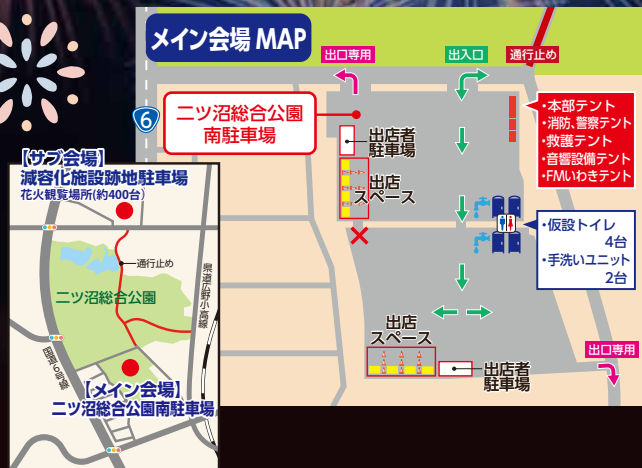 メイン会場 MAP
出口専用
出入口
通行止め
6
二ツ沼総合公園
南駐車場
出店者
駐車場
出店
スペース
・本部テント
・消防、警察テント
・救護テント
・音響設備テント
・FMいわきテント
・仮設トイレ
4台
・手洗いユニット
2台
出店
スペース
出店者
駐車場
出口専用
【サブ会場】
減容化施設跡地駐車場
花火観覧場所(約400台)
通行止め
二ツ沼総合公園
県道広野小高線
国道6号線
【メイン会場】
二ツ沼総合公園南駐車場